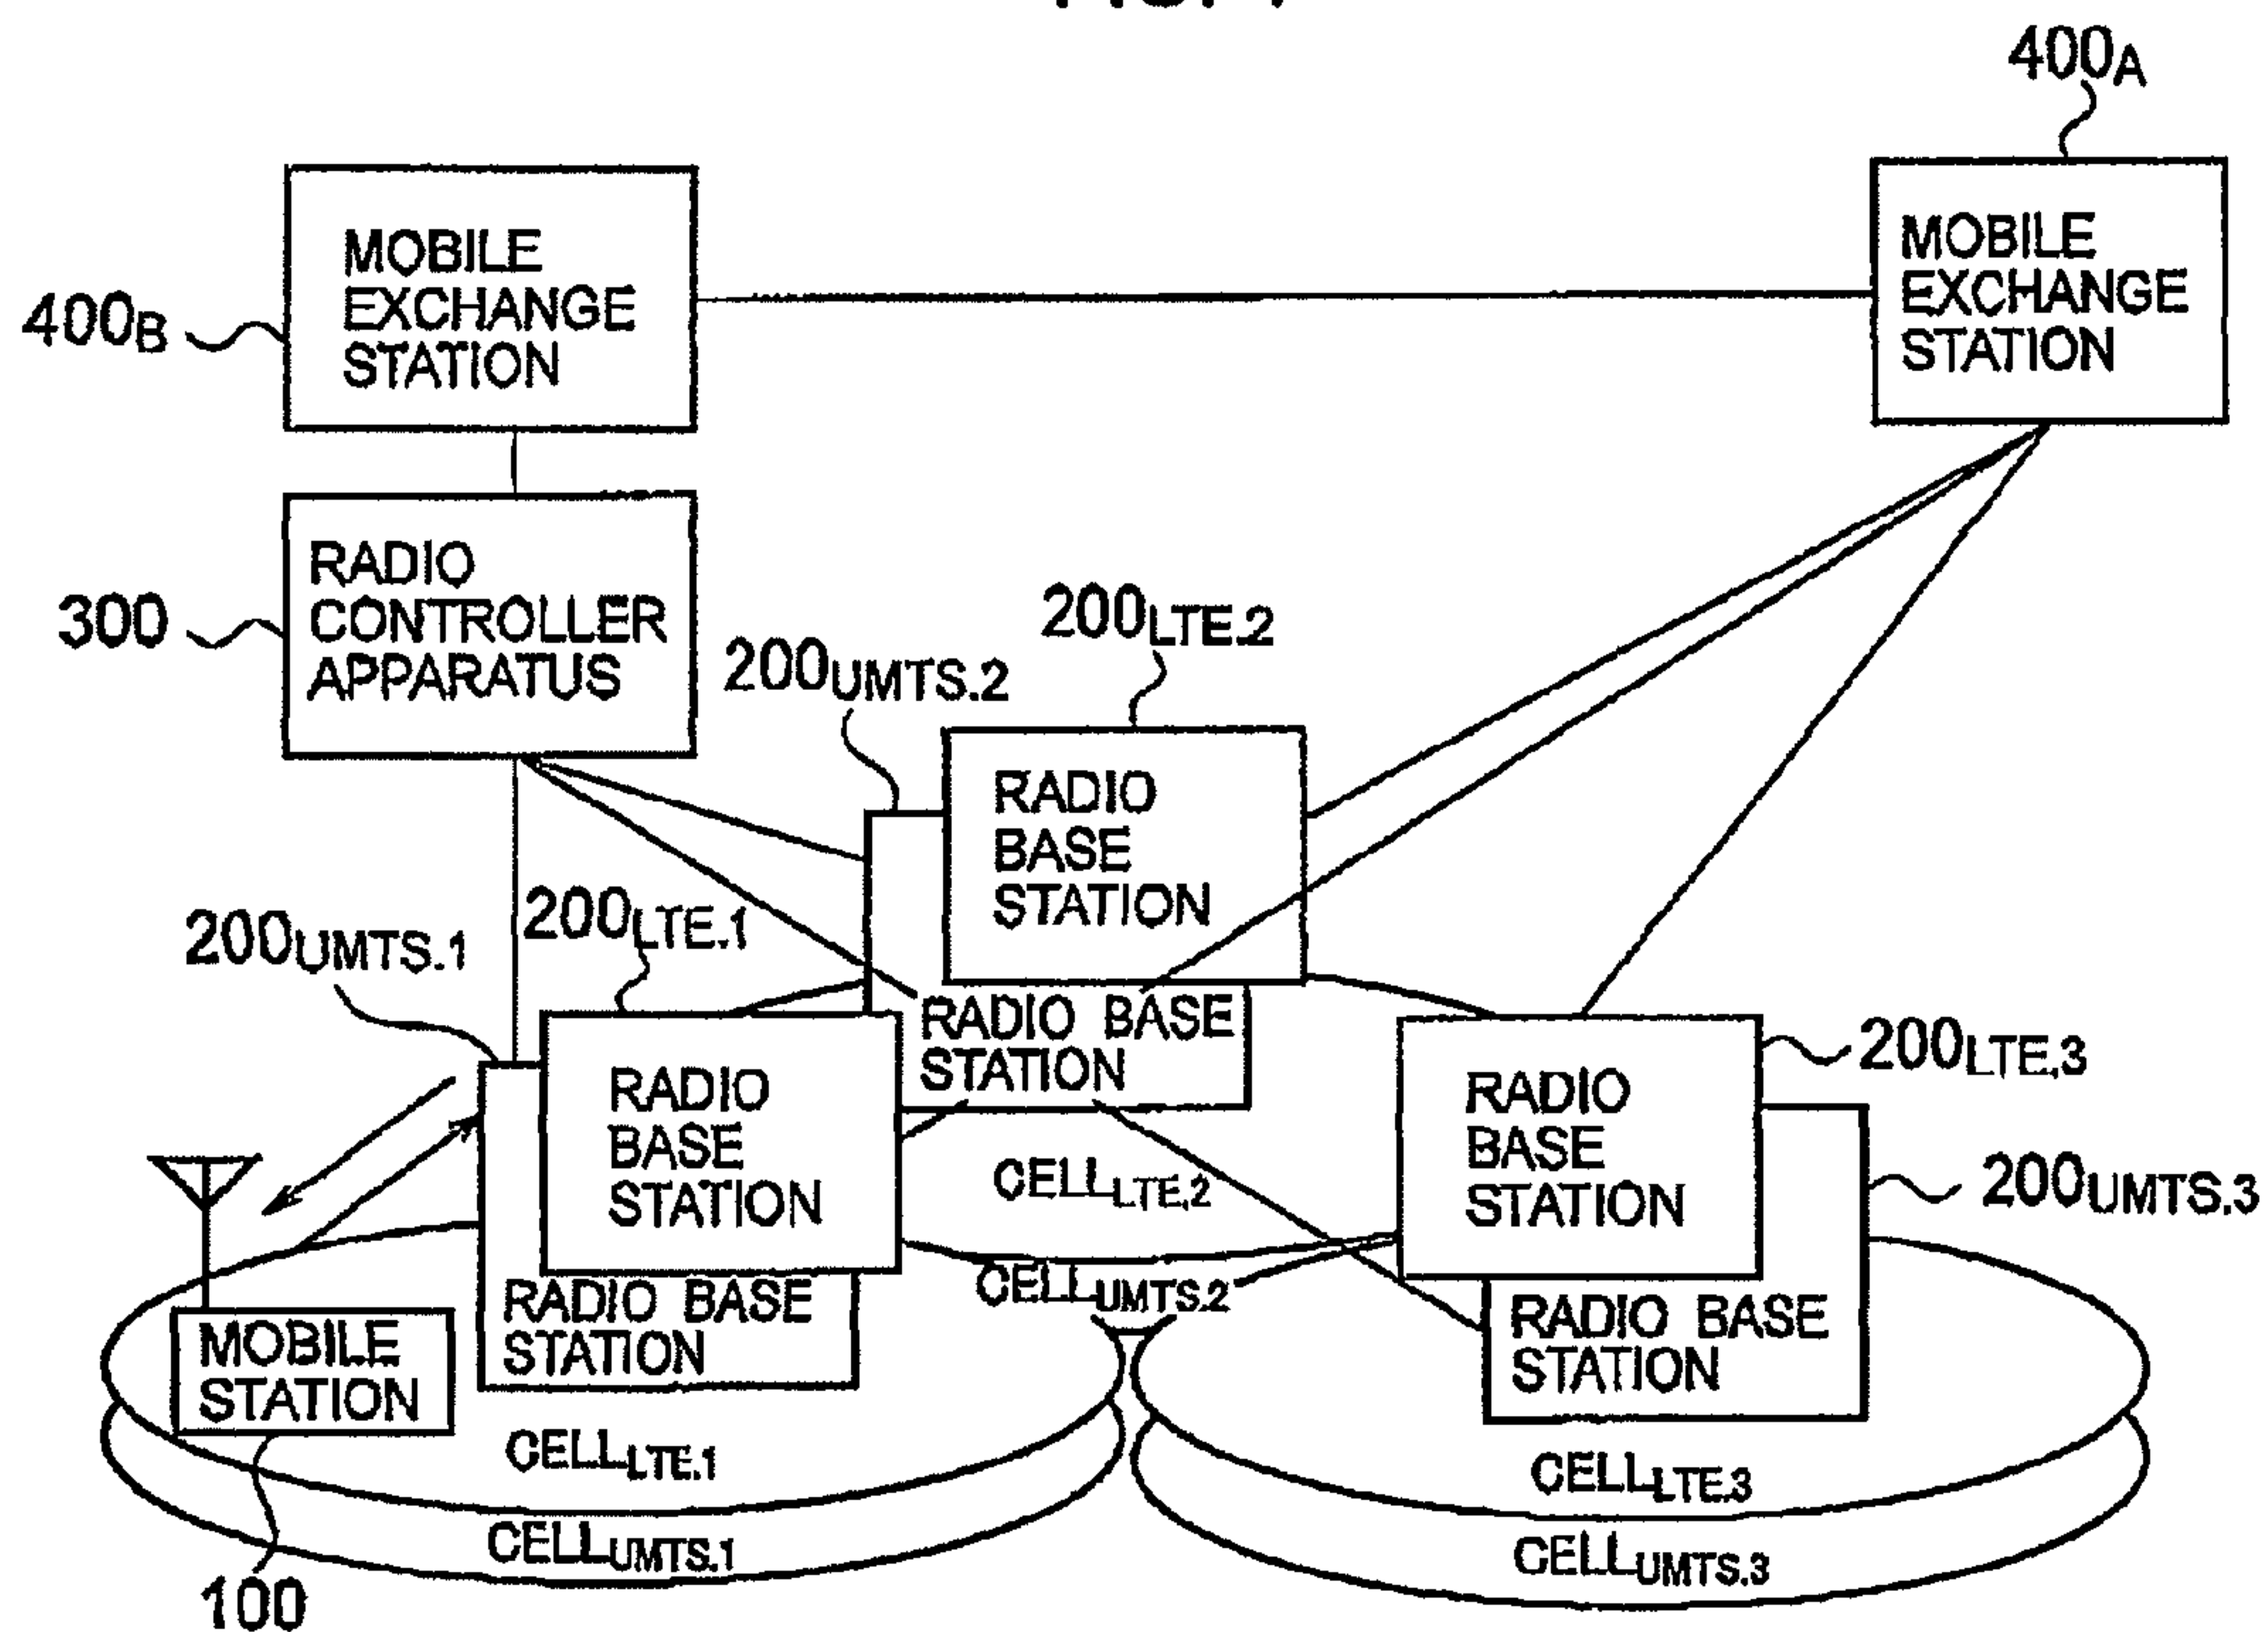 400A
MOBILE
EXCHANGE
STATION
400B
MOBILE
EXCHANGE
STATION
RADIO
CONTROLLER
APPARATUS
300
200LTE.2
200UMTS.2
RADIO
BASE
STATION
200LTE.1
200UMTS.1
RADIO BASE
STATION
200LTE.3
RADIO
BASE
STATION
RADIO
BASE
STATION
200UMTS.3
CELLLTE.2
CELLUMTS.2
RADIO BASE
STATION
RADIO BASE
STATION
MOBILE
STATION
CELLLTE.1
CELLLTE.3
CELLUMTS.1
CELLUMTS.3
100